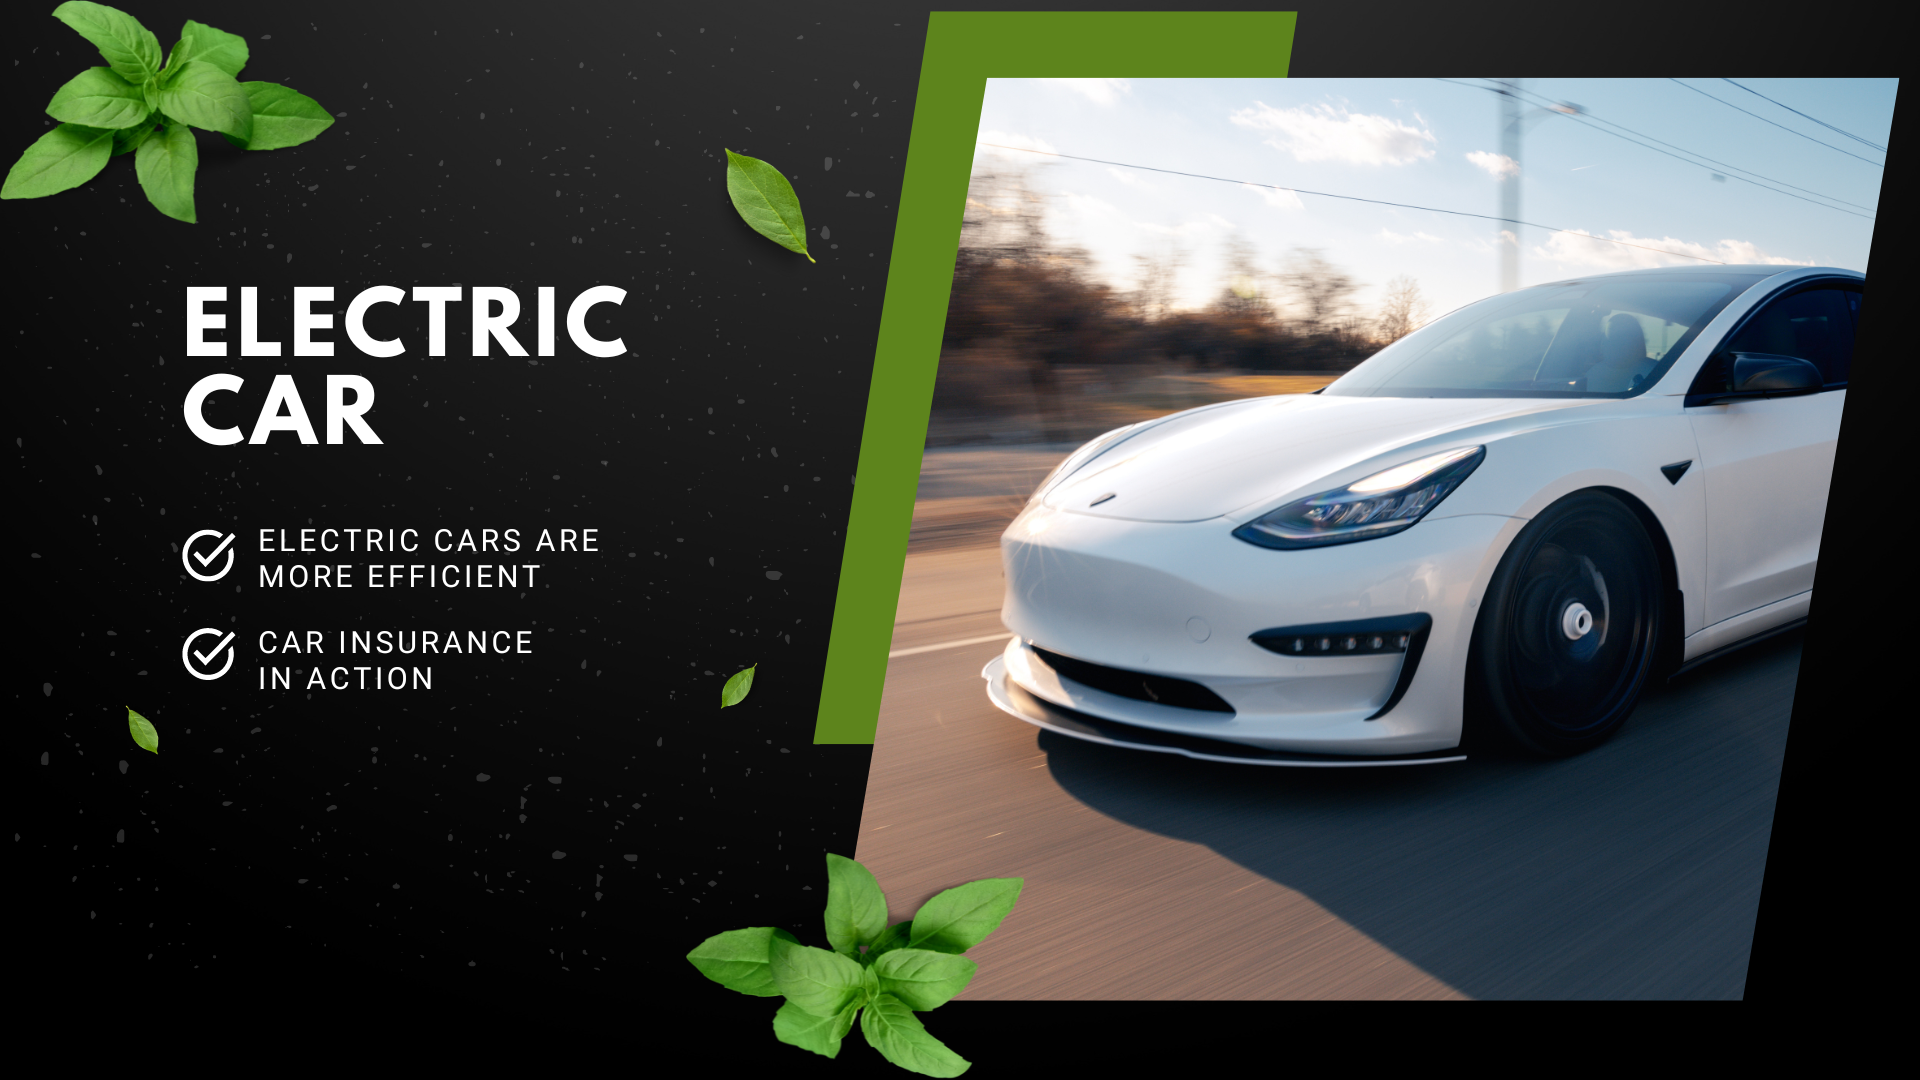 ELECTRIC
CAR
ELECTRIC CARS ARE
MORE EFFICIENT
CAR INSURANCE
IN ACTION